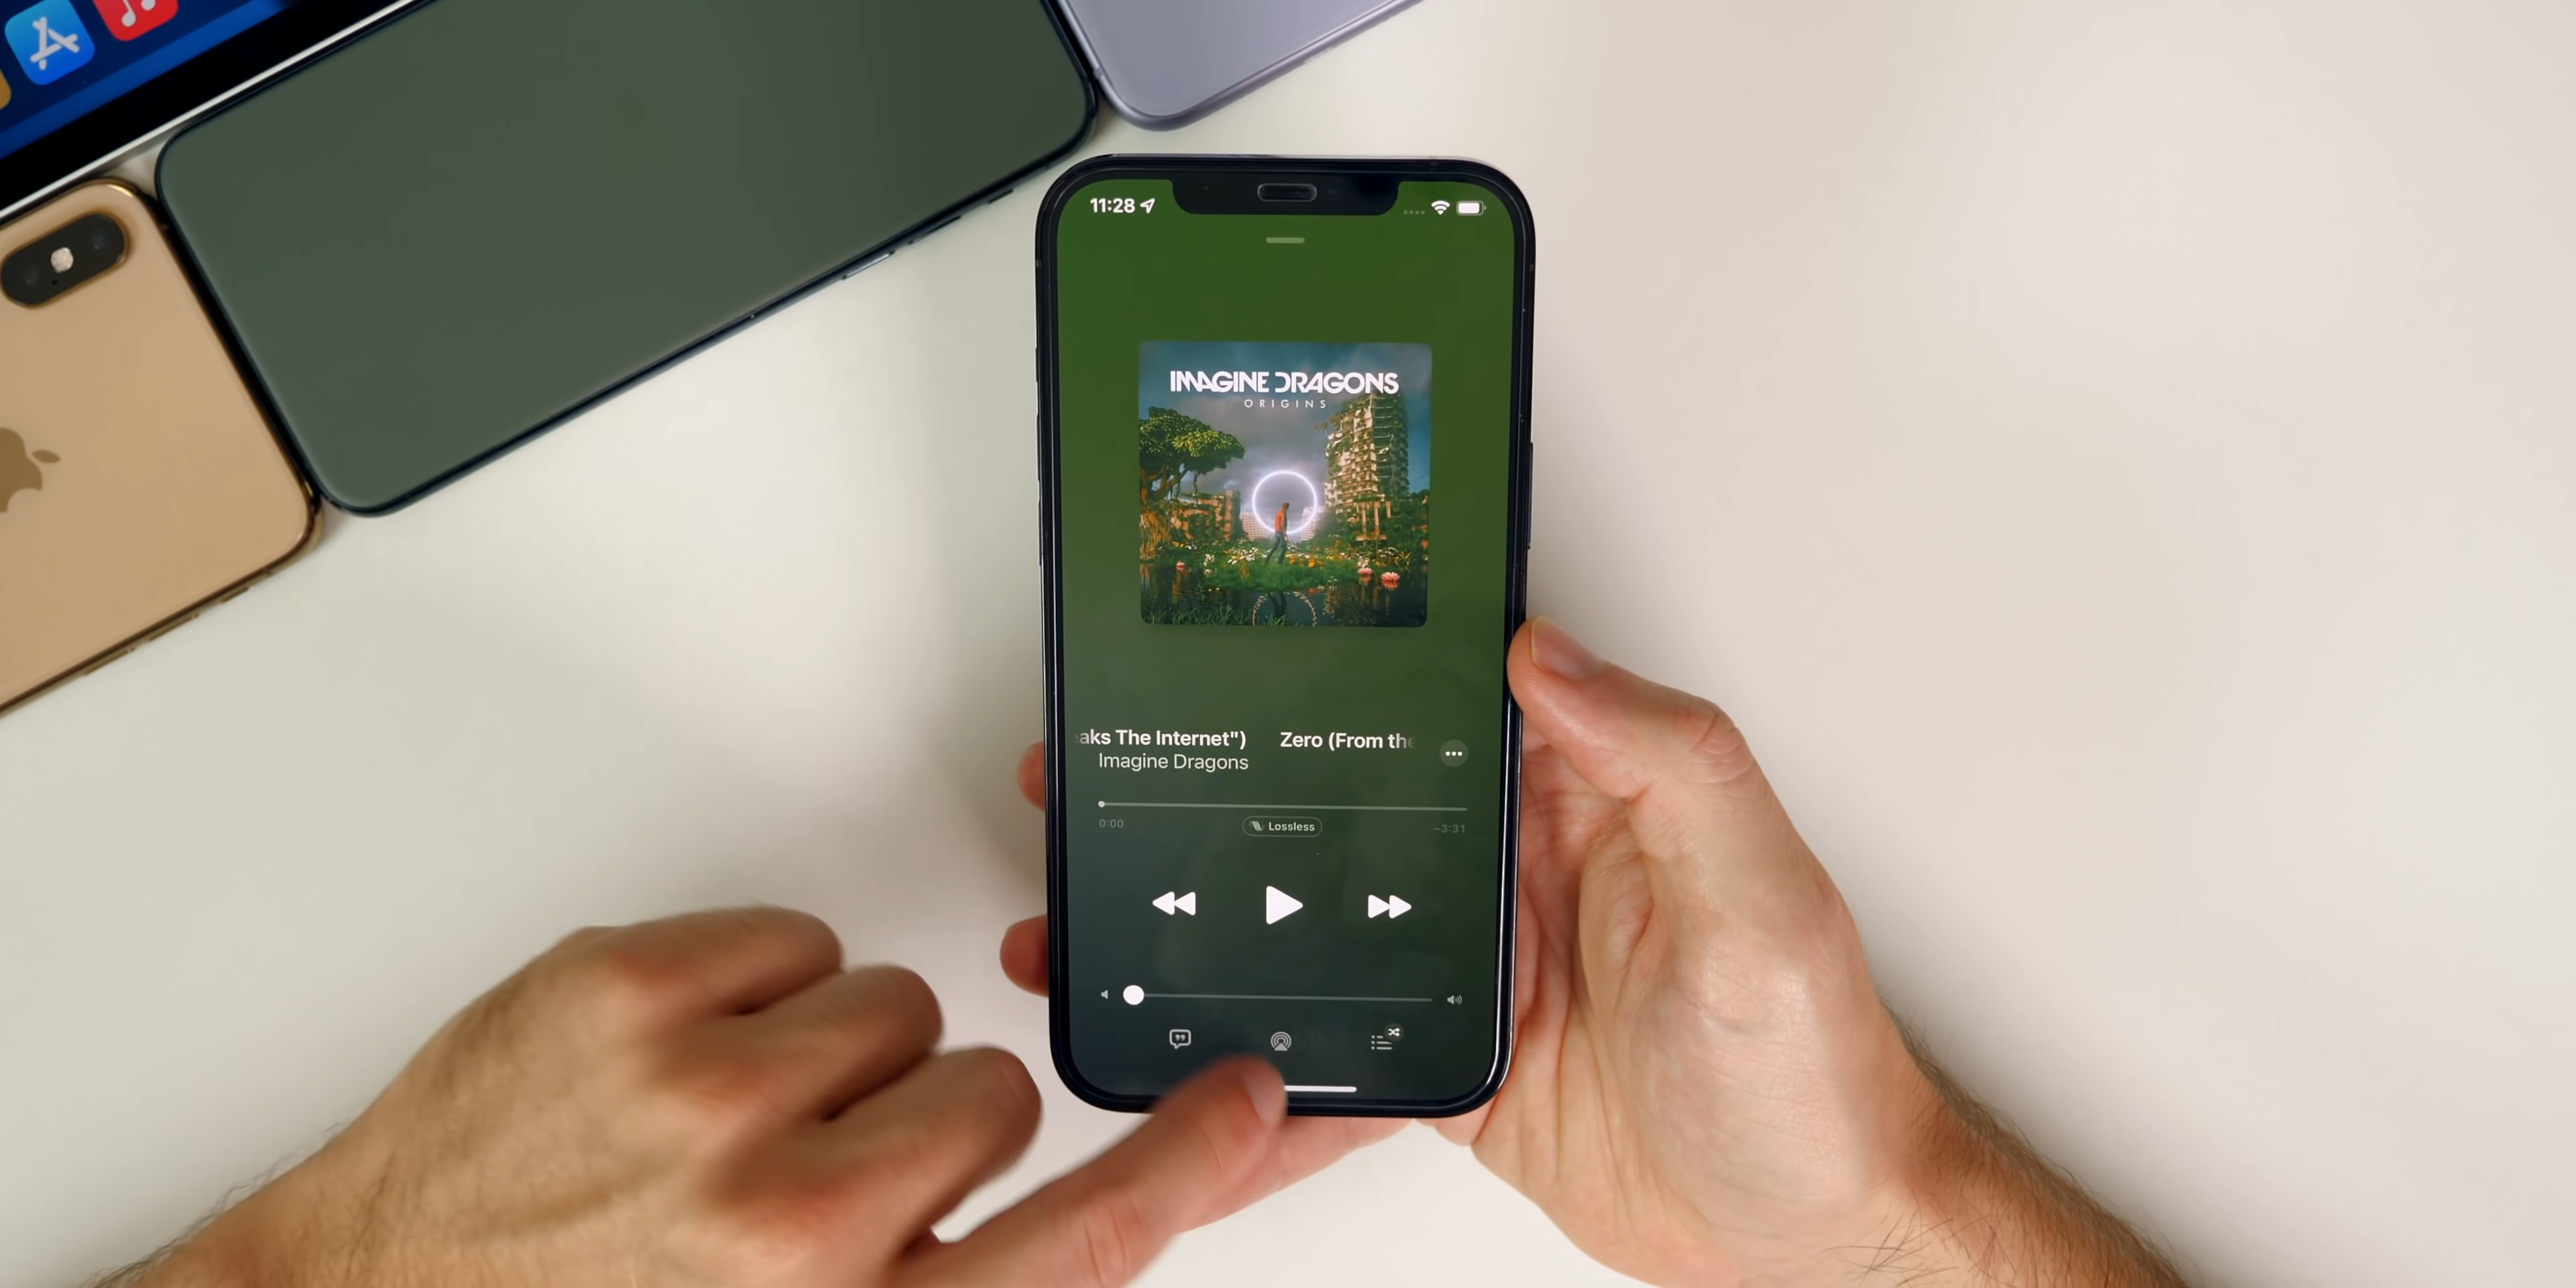 11:28
IMAGINE DRAGONS
ORIGINS
aks The Internet") Zero (From the
Imagine Dragons
0:00 Lossless -3:31